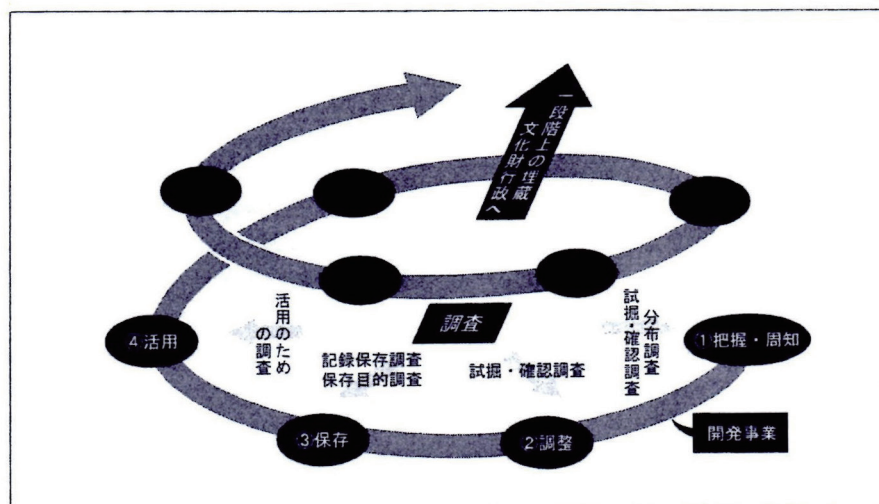 一段階上の埋蔵
文化財行政へ
調査
分布調査
試掘・確認調査
①把握・周知
開発事業
試掘・確認調査
②調整
記録保存調査
保存目的調査
③保存
活用のため
の調査
④活用